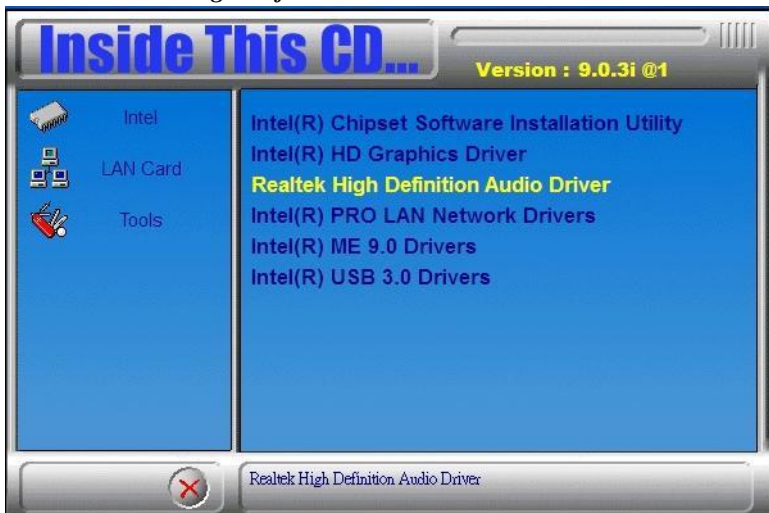 Inside This CD...
Version : 9.0.3i @1
Intel
LAN Card
Tools
Intel(R) Chipset Software Installation Utility
Intel(R) HD Graphics Driver
Realtek High Definition Audio Driver
Intel(R) PRO LAN Network Drivers
Intel(R) ME 9.0 Drivers
Intel(R) USB 3.0 Drivers
Realtek High Definition Audio Driver